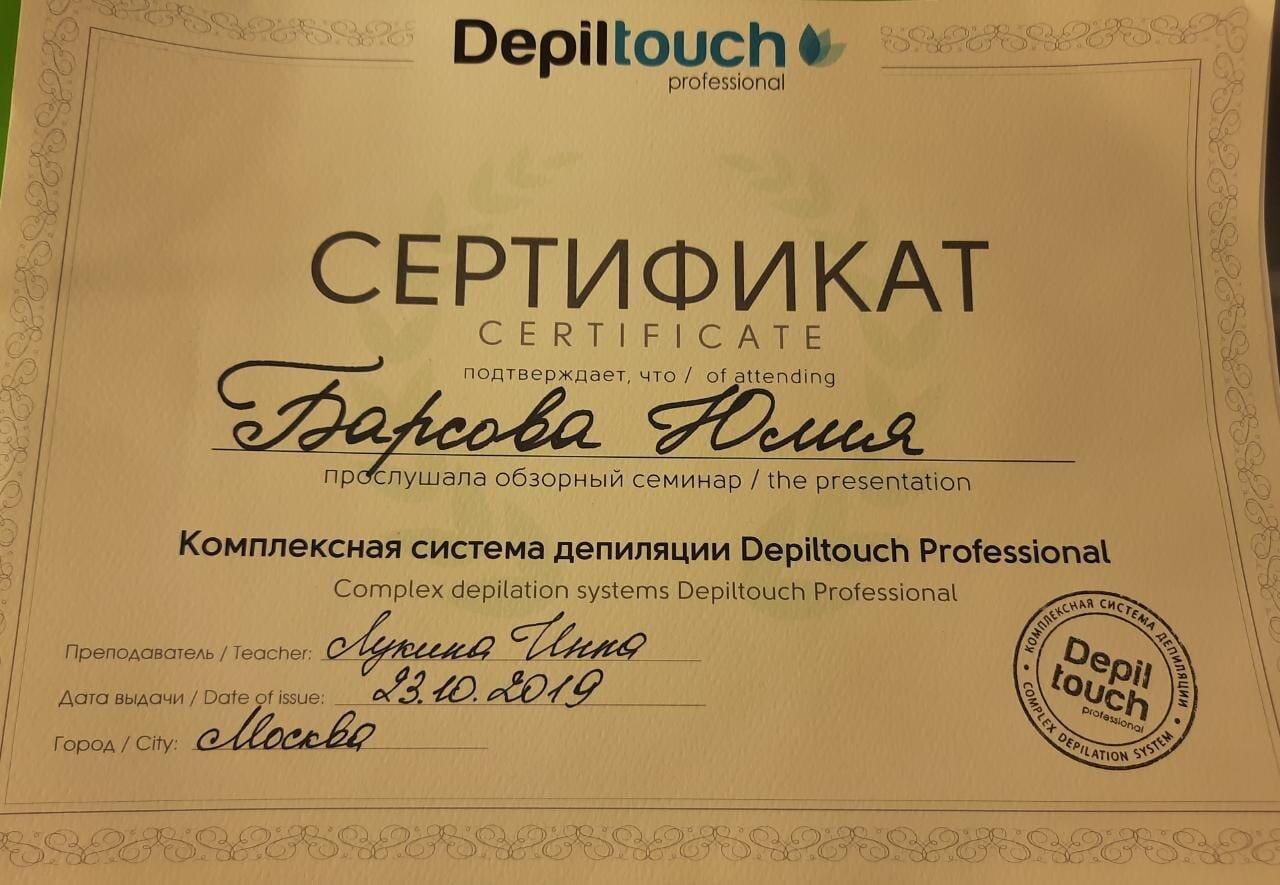 Depiltouch
professional
СЕРТИФИКАТ
CERTIFICATE
подтверждает, что / of attending
Барсова Юлия
прослушала обзорный семинар / the presentation
Комплексная система депиляции Depiltouch Professional
Complex depilation systems Depiltouch Professional
Преподаватель / Teacher: Лукина Инна
Дата выдачи / Date of issue: 23.10.2019
Город / City: Москва
• КОМПЛЕКСНАЯ СИСТЕМА ДЕПИЛЯЦИИ •
Depil
touch
professional
COMPLEX DEPILATION SYSTEM